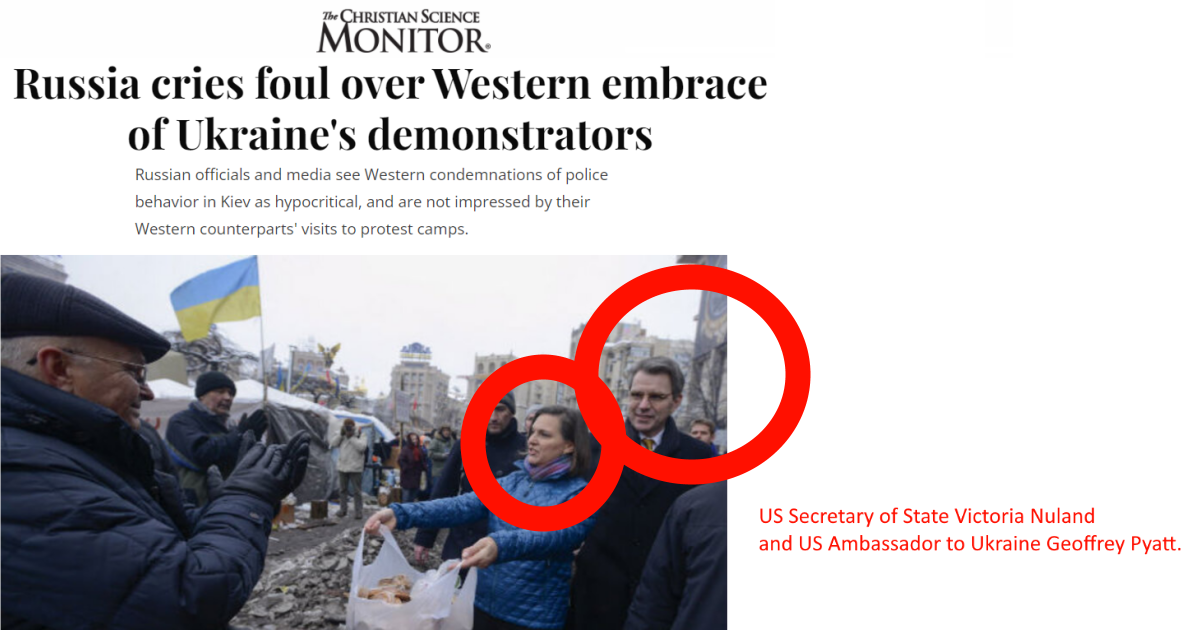 The CHRISTIAN SCIENCE
MONITOR®
Russia cries foul over Western embrace
of Ukraine's demonstrators
Russian officials and media see Western condemnations of police
behavior in Kiev as hypocritical, and are not impressed by their
Western counterparts' visits to protest camps.
US Secretary of State Victoria Nuland
and US Ambassador to Ukraine Geoffrey Pyatt.